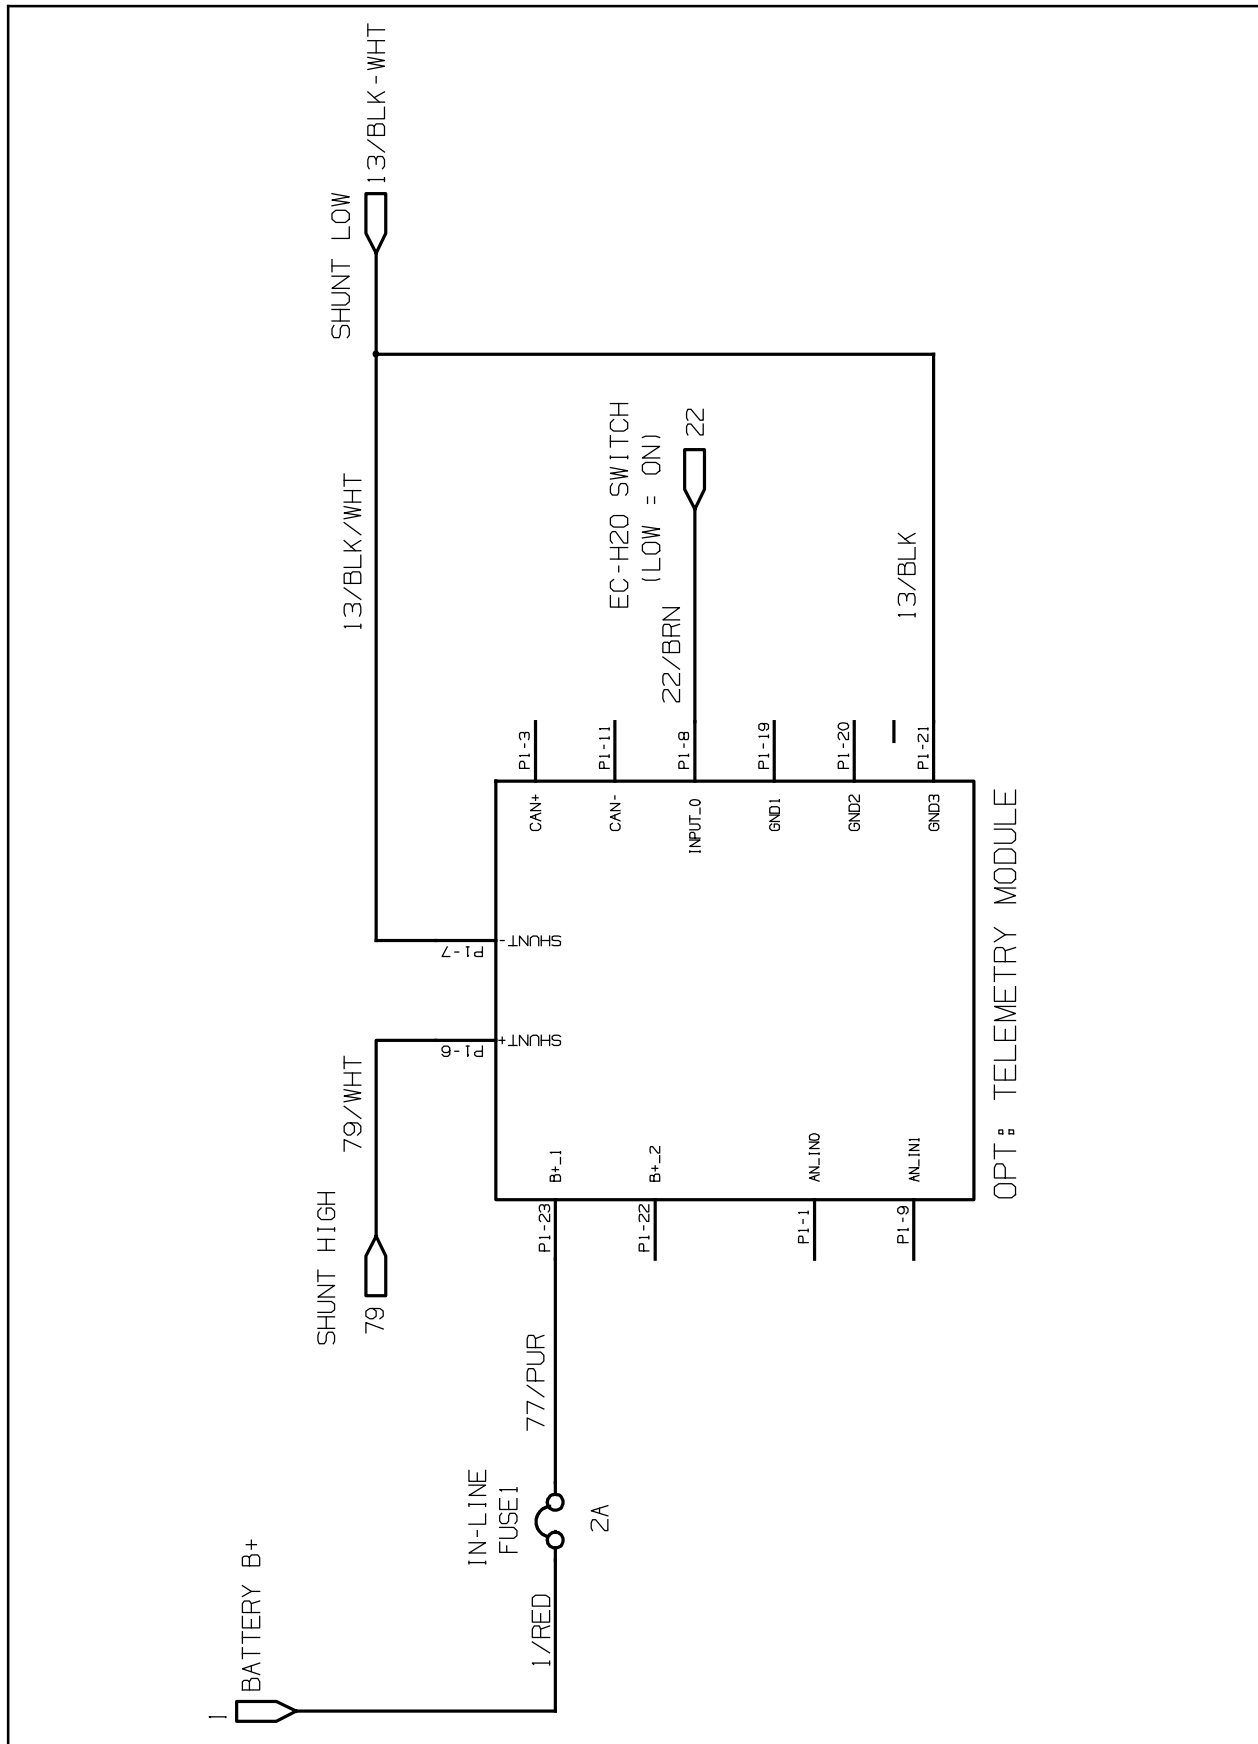 1
BATTERY B+
1/RED
IN-LINE
FUSE1
2A
77/PUR
SHUNT HIGH
79
79/WHT
P1-6
SHUNT+
P1-7
SHUNT-
13/BLK/WHT
SHUNT LOW
13/BLK-WHT
P1-23
B+_1
P1-22
B+_2
P1-1
AN_IN0
P1-9
AN_IN1
CAN+
P1-3
CAN-
P1-11
INPUT_0
P1-8
22/BRN
EC-H2O SWITCH
(LOW = ON)
22
GND1
P1-19
GND2
P1-20
GND3
P1-21
13/BLK
OPT: TELEMETRY MODULE